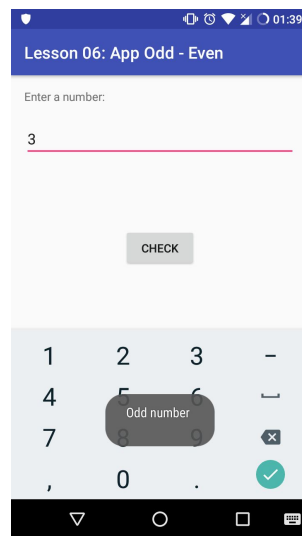 01:39
Lesson 06: App Odd - Even
Enter a number:
3
CHECK
1 2 3 -
4 5 6
Odd number
7 8 9
, 0 .